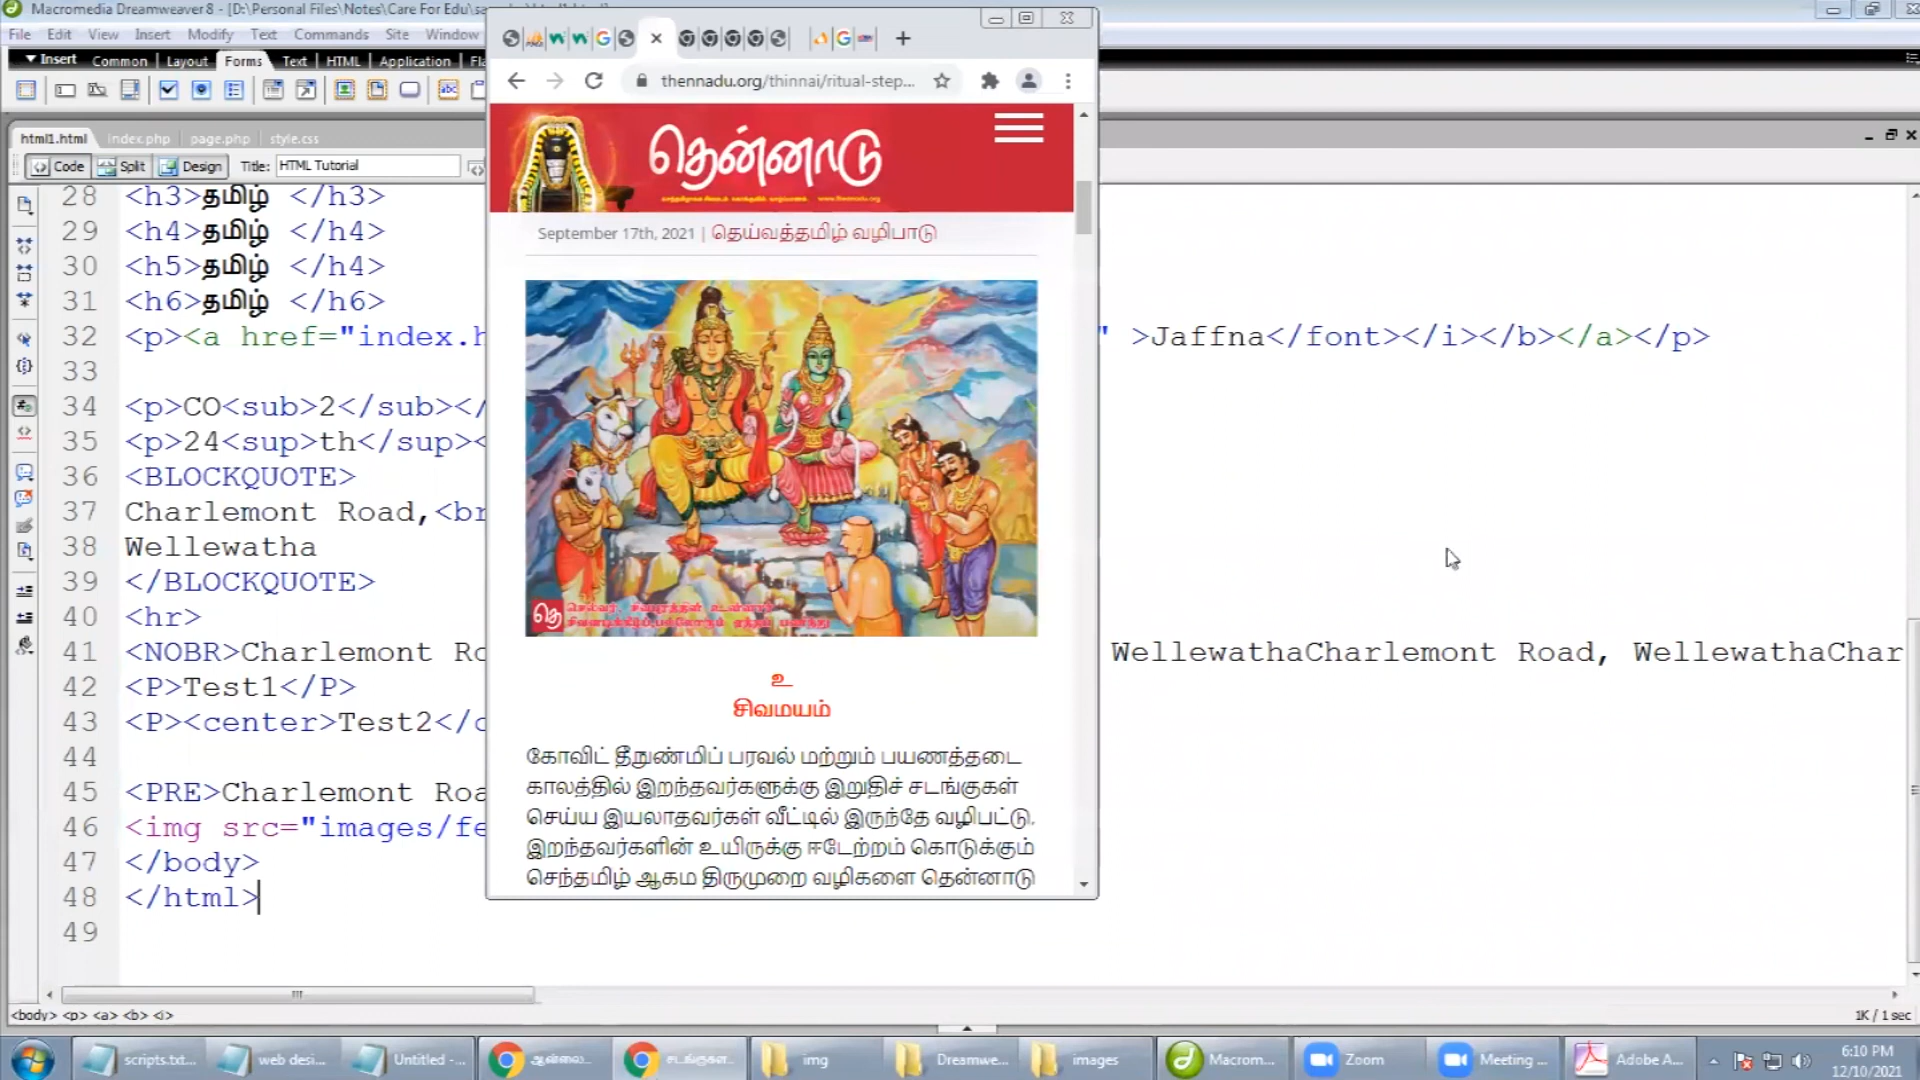 Macromedia Dreamweaver 8 - [D:\Personal Files\Notes\Care For Edu\sa
File Edit View Insert Modify Text Commands Site Window
Insert Common Layout Forms Text HTML Application Fla
html1.html index.php page.php style.css
Code Split Design Title: HTML Tutorial
thennadu.org/thinnai/ritual-step...
தென்னாடு
September 17th, 2021 | தெய்வத்தமிழ் வழிபாடு
தெ
உ
சிவமயம்
கோவிட் தீநுண்மிப் பரவல் மற்றும் பயணத்தடை
காலத்தில் இறந்தவர்களுக்கு இறுதிச் சடங்குகள்
செய்ய இயலாதவர்கள் வீட்டில் இருந்தே வழிபட்டு,
இறந்தவர்களின் உயிருக்கு ஈடேற்றம் கொடுக்கும்
செந்தமிழ் ஆகம திருமுறை வழிகளை தென்னாடு
28 <h3>தமிழ் </h3>
29 <h4>தமிழ் </h4>
30 <h5>தமிழ் </h4>
31 <h6>தமிழ் </h6>
32 <p><a href="index.h " >Jaffna</font></i></b></a></p>
33
34 <p>CO<sub>2</sub></
35 <p>24<sup>th</sup><
36 <BLOCKQUOTE>
37 Charlemont Road,<br
38 Wellewatha
39 </BLOCKQUOTE>
40 <hr>
41 <NOBR>Charlemont Ro WellewathaCharlemont Road, WellewathaChar
42 <P>Test1</P>
43 <P><center>Test2</c
44
45 <PRE>Charlemont Roa
46 <img src="images/fe
47 </body>
48 </html>
49
<body> <p> <a> <b> <i>
1K / 1 sec
scripts.txt... web desi... Untitled -... img Dreamwe... images Macrom... Zoom Meeting ... Adobe A...
6:10 PM
12/10/2021